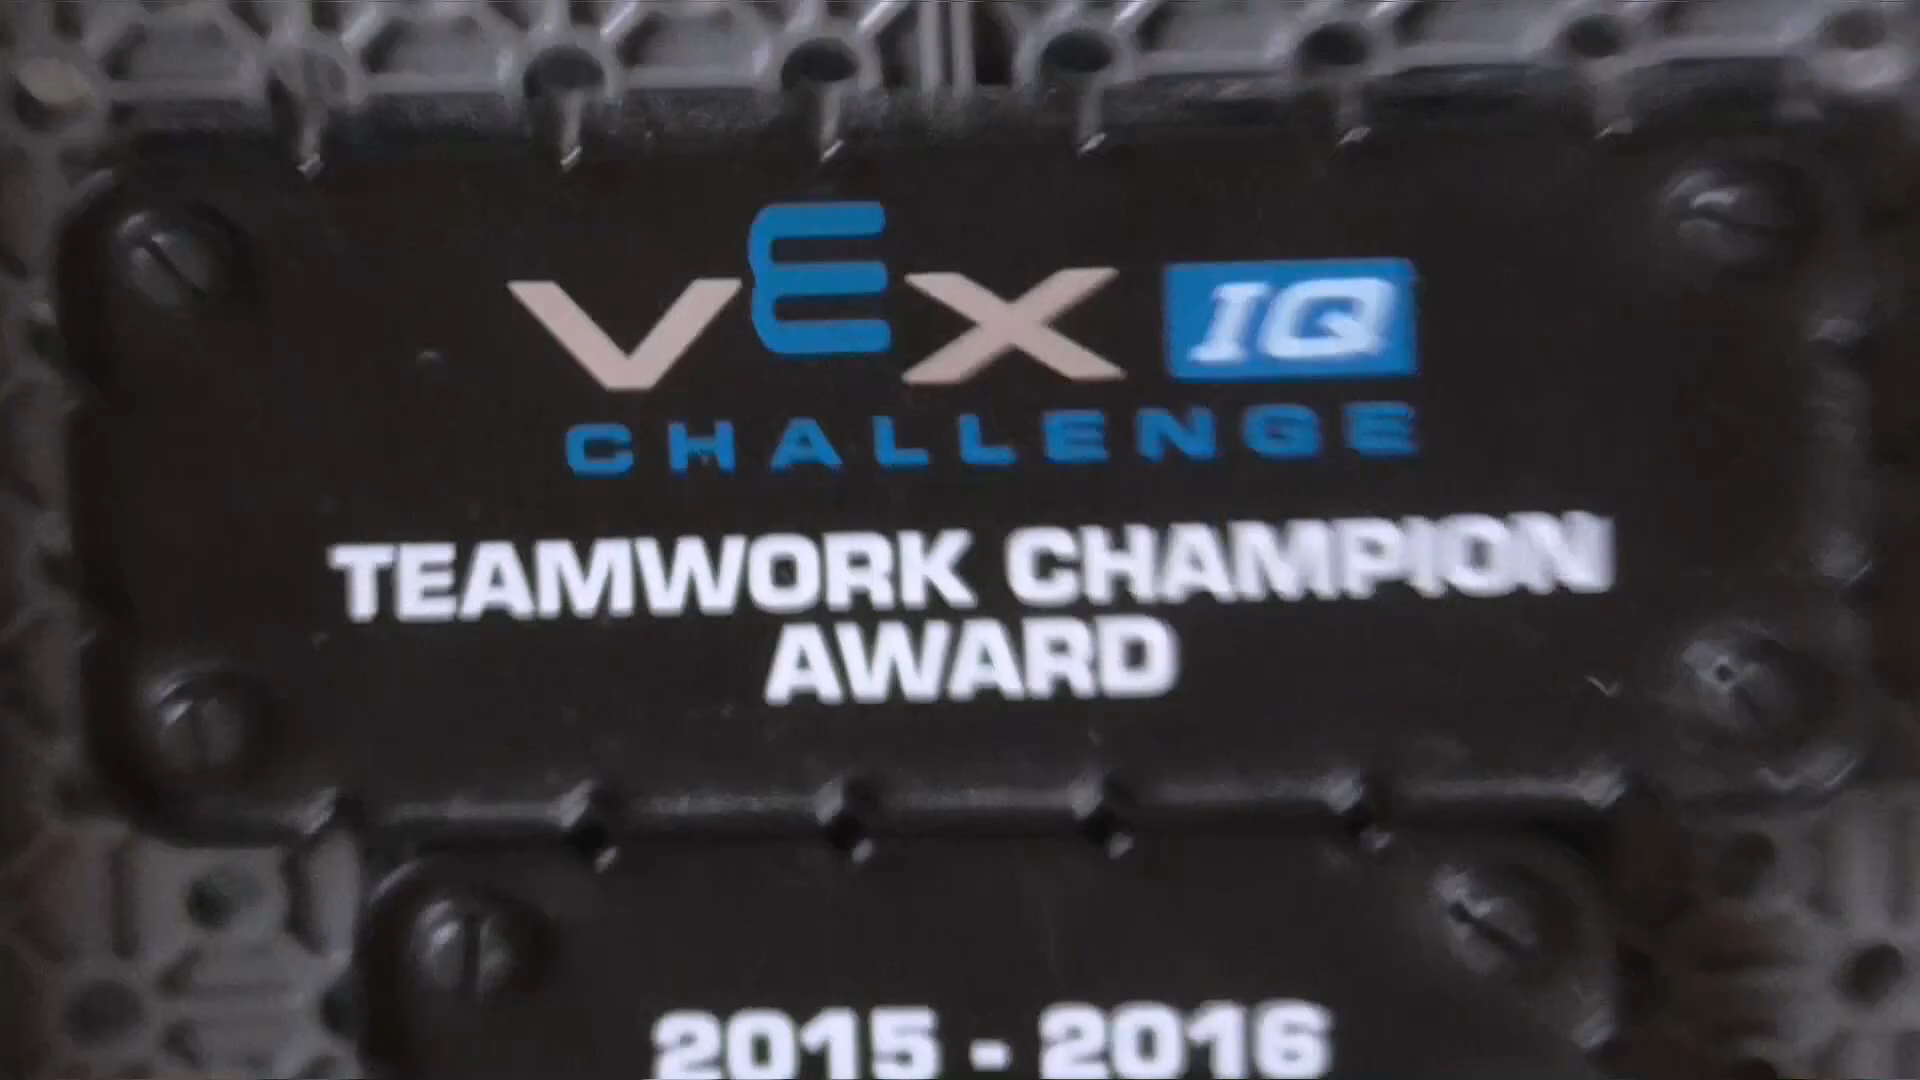 VEX IQ
CHALLENGE
TEAMWORK CHAMPION
AWARD
2015 - 2016